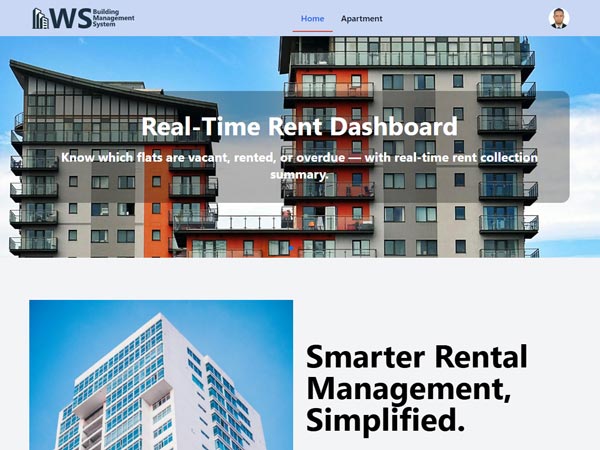 WS Building
Management
System
Home
Apartment
Real-Time Rent Dashboard
Know which flats are vacant, rented, or overdue — with real-time rent collection
summary.
Smarter Rental
Management,
Simplified.